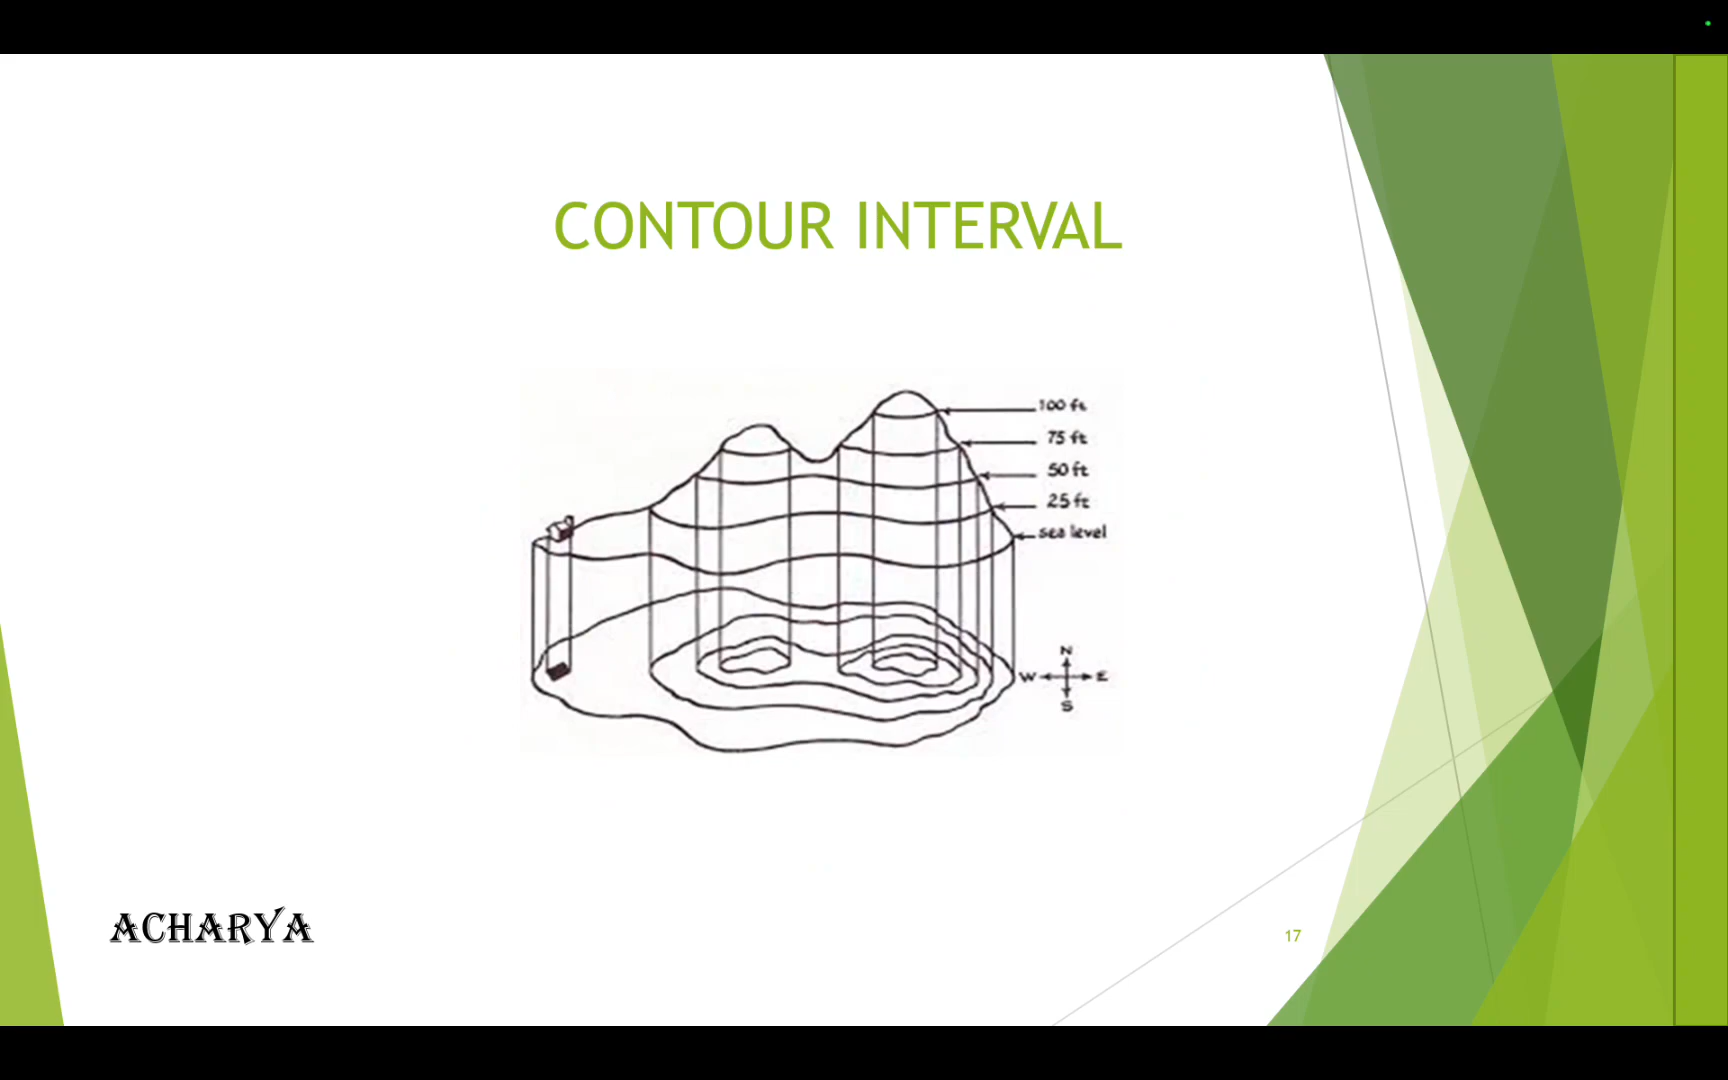 CONTOUR INTERVAL
100 ft
75 ft
50 ft
25 ft
sea level
N
W E
S
ACHARYA
17